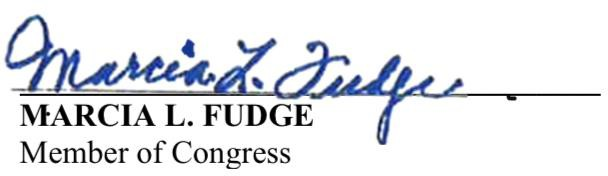 Marcia L. Fudge
MARCIA L. FUDGE
Member of Congress